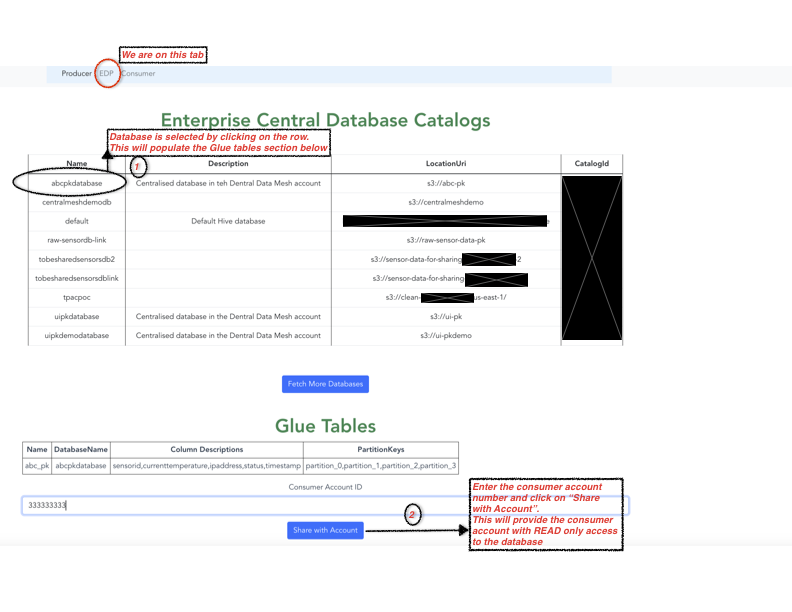 We are on this tab
Producer EDP Consumer
Enterprise Central Database Catalogs
Database is selected by clicking on the row.
This will populate the Glue tables section below
1
Name Description LocationUri CatalogId
abcpkdatabase Centralised database in teh Dentral Data Mesh account s3://abc-pk
centralmeshdemodb s3://centralmeshdemo
default Default Hive database
raw-sensordb-link s3://raw-sensor-data-pk
tobesharedsensorsdb2 s3://sensor-data-for-sharing 2
tobesharedsensorsdblink s3://sensor-data-for-sharing
tpacpoc s3://clean- us-east-1/
uipkdatabase Centralised database in the Dentral Data Mesh account s3://ui-pk
uipkdemodatabase Centralised database in the Dentral Data Mesh account s3://ui-pkdemo
Fetch More Databases
Glue Tables
Name DatabaseName Column Descriptions PartitionKeys
abc_pk abcpkdatabase sensorid,currenttemperature,ipaddress,status,timestamp partition_0,partition_1,partition_2,partition_3
Consumer Account ID
333333333
2
Share with Account
Enter the consumer account
number and click on "Share
with Account".
This will provide the consumer
account with READ only access
to the database